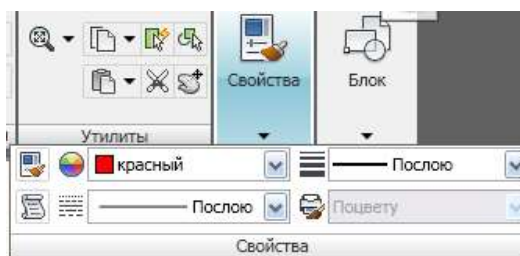 Свойства
Блок
Утилиты
красный
Послою
Послою
Поцвету
Свойства